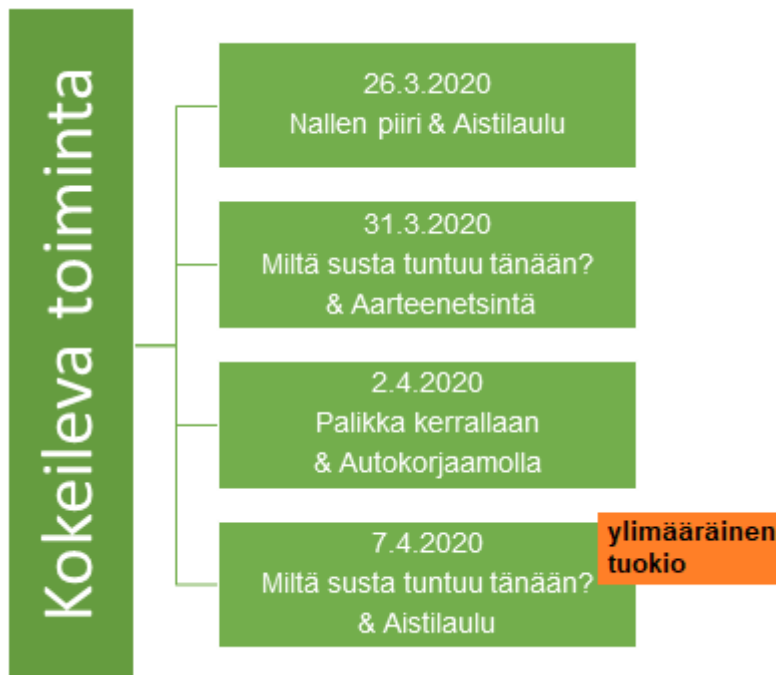 Kokeileva toiminta
26.3.2020
Nallen piiri & Aistilaulu
31.3.2020
Miltä susta tuntuu tänään?
& Aarteenetsintä
2.4.2020
Palikka kerrallaan
& Autokorjaamolla
7.4.2020
Miltä susta tuntuu tänään?
& Aistilaulu
ylimääräinen
tuokio